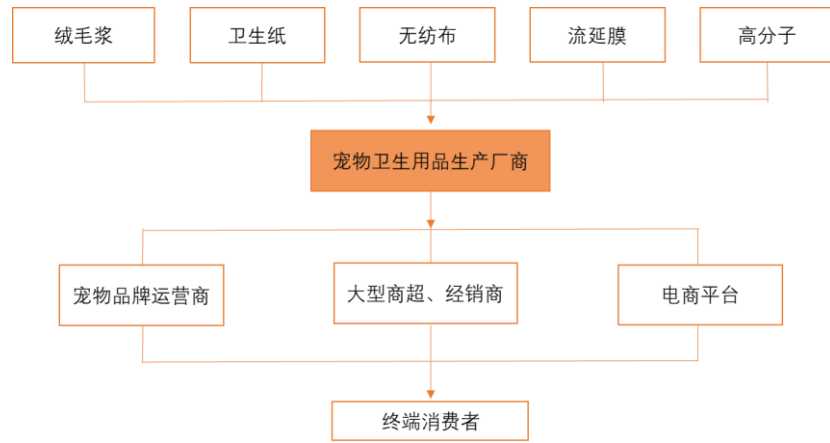 绒毛浆
卫生纸
无纺布
流延膜
高分子
宠物卫生用品生产厂商
宠物品牌运营商
大型商超、经销商
电商平台
终端消费者